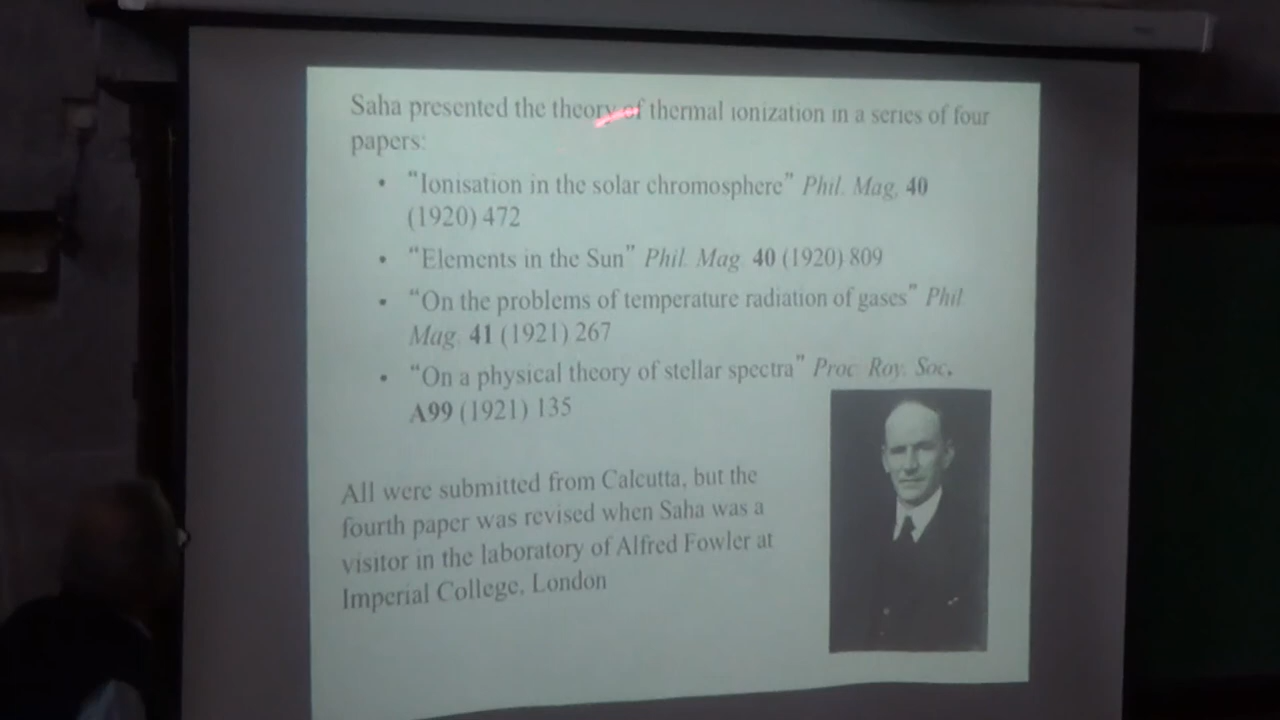 Saha presented the theory of thermal ionization in a series of four
papers:
• “Ionisation in the solar chromosphere” Phil. Mag. 40
(1920) 472
• “Elements in the Sun” Phil. Mag. 40 (1920) 809
• “On the problems of temperature radiation of gases” Phil.
Mag. 41 (1921) 267
• “On a physical theory of stellar spectra” Proc. Roy. Soc.
A99 (1921) 135
All were submitted from Calcutta, but the
fourth paper was revised when Saha was a
visitor in the laboratory of Alfred Fowler at
Imperial College, London